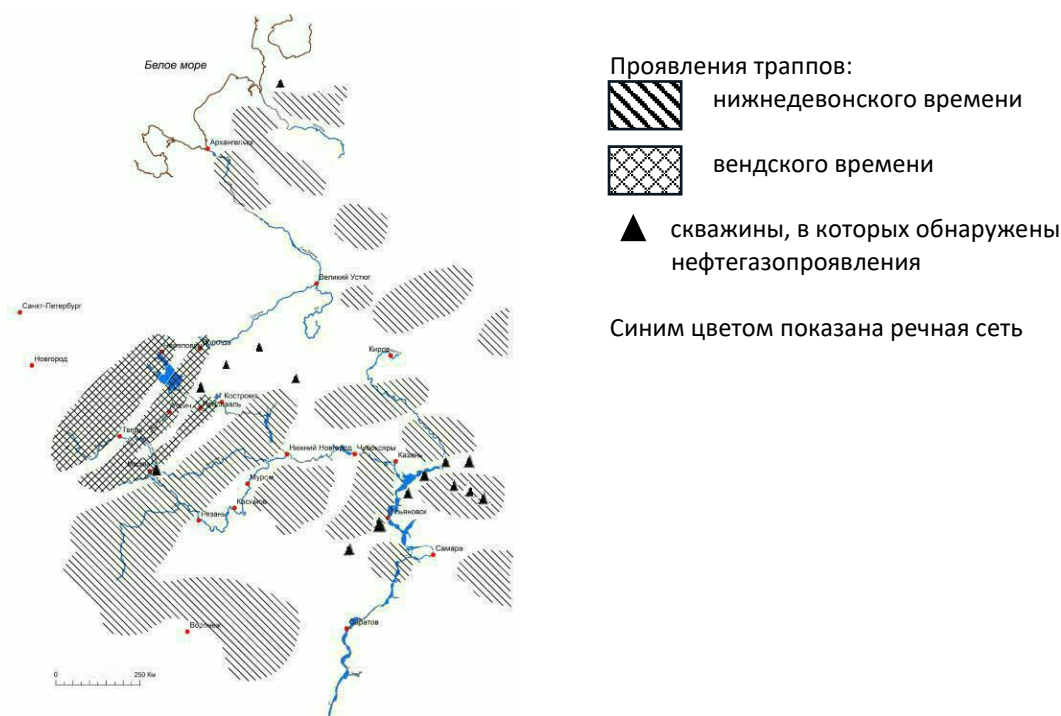 Белое море
Архангельск
Великий Устюг
Санкт-Петербург
Новгород
Киров
Кострома
Тверь
Нижний Новгород
Чебоксары
Казань
Муром
Касимов
Рязань
Самара
Саратов
Воронеж
0 250 Км
Проявления траппов:
нижнедевонского времени
вендского времени
скважины, в которых обнаружены
нефтегазопроявления
Синим цветом показана речная сеть